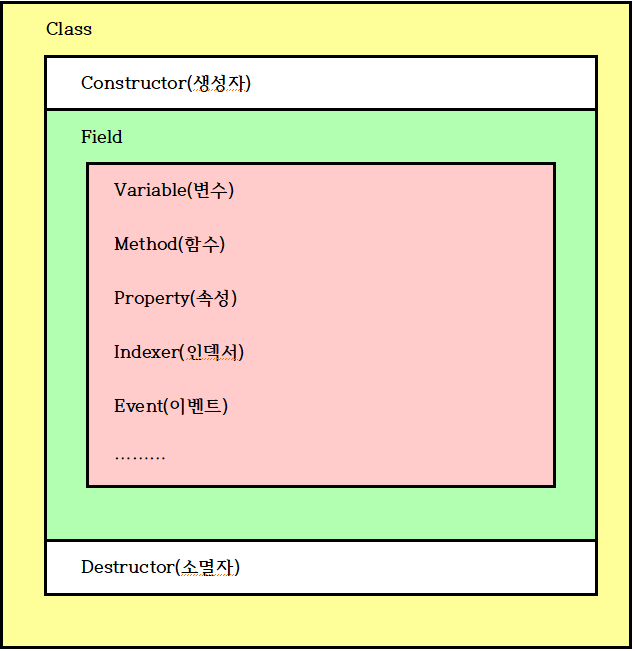 Class
Constructor(생성자)
Field
Variable(변수)
Method(함수)
Property(속성)
Indexer(인덱서)
Event(이벤트)
………
Destructor(소멸자)